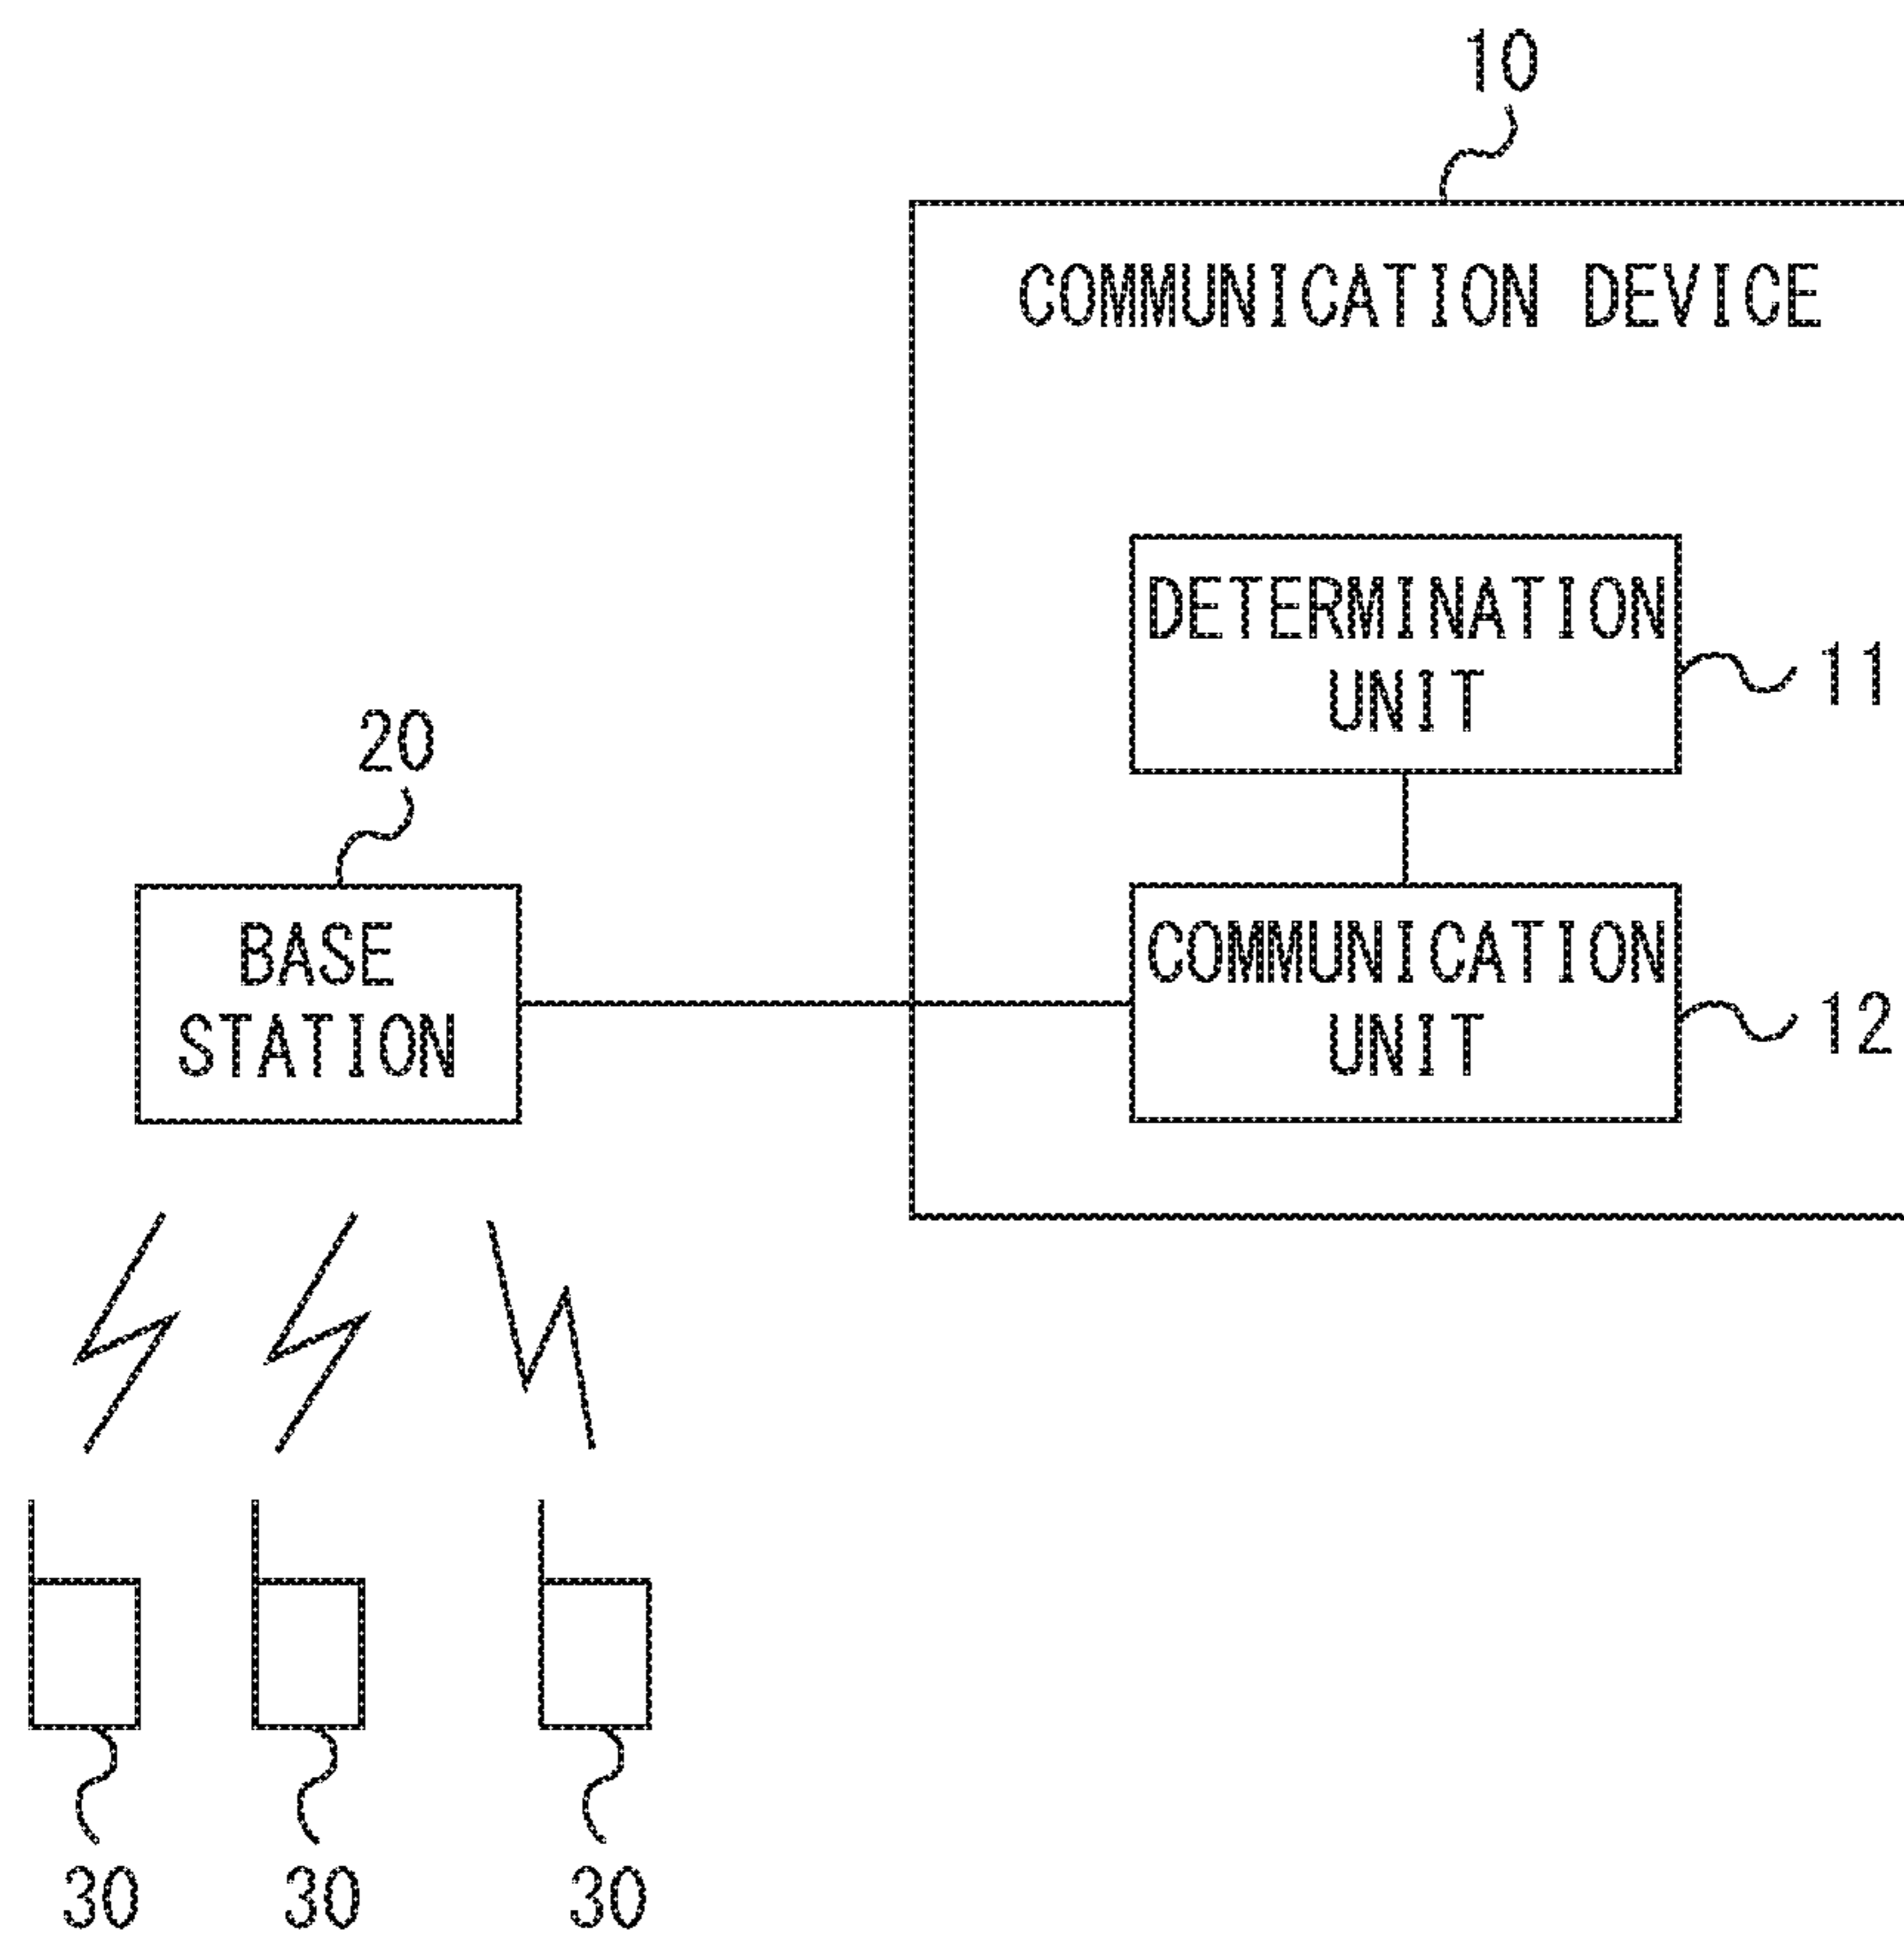 10
COMMUNICATION DEVICE
DETERMINATION
UNIT
11
20
BASE
STATION
COMMUNICATION
UNIT
12
30 30 30